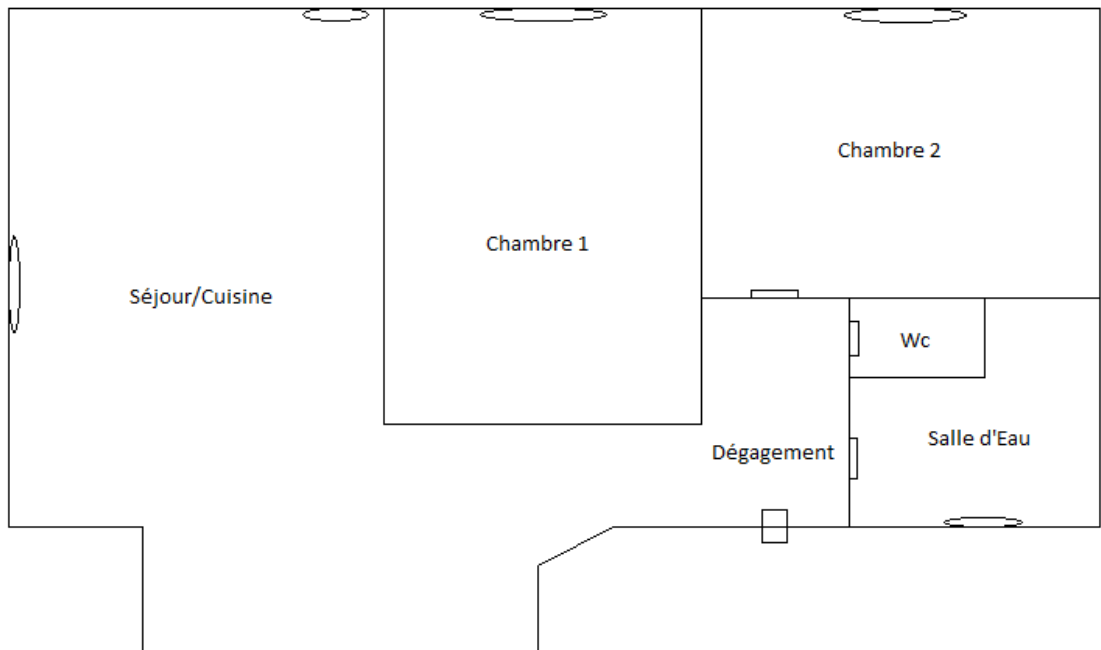 Chambre 2
Chambre 1
Séjour/Cuisine
Wc
Salle d'Eau
Dégagement